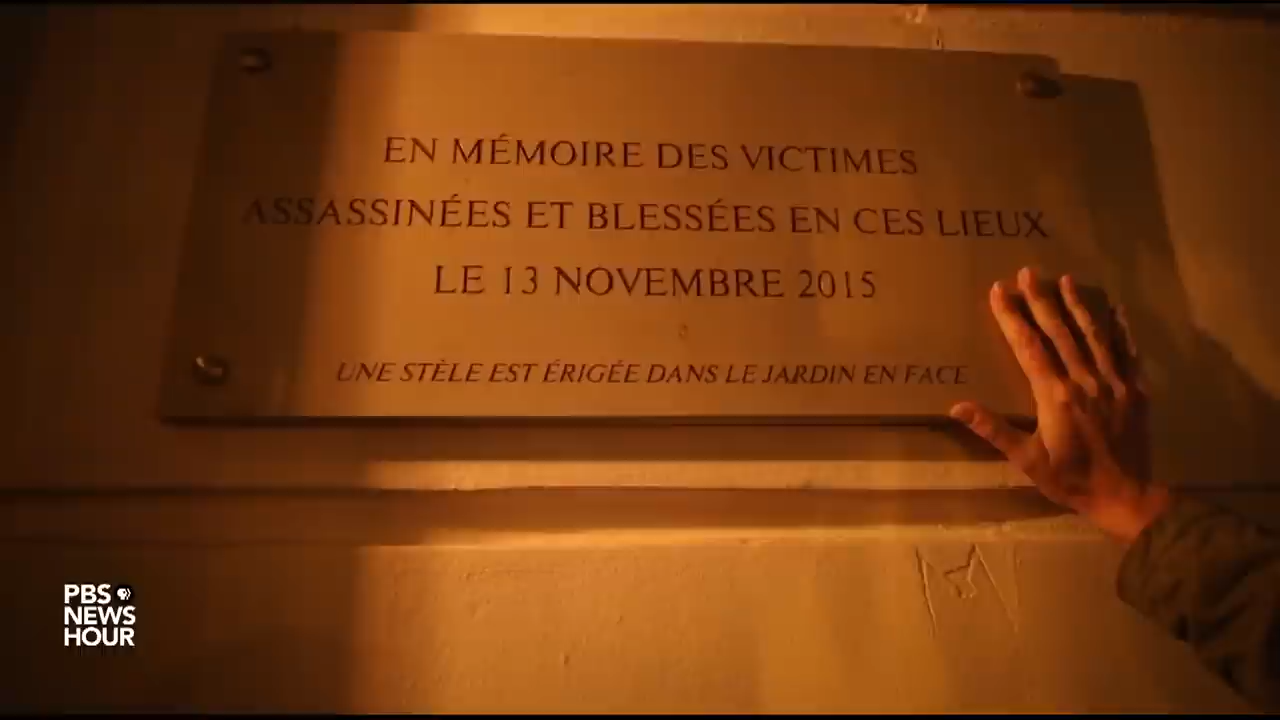 EN MÉMOIRE DES VICTIMES
ASSASSINÉES ET BLESSÉES EN CES LIEUX
LE 13 NOVEMBRE 2015
UNE STÈLE EST ÉRIGÉE DANS LE JARDIN EN FACE
PBS
NEWS
HOUR